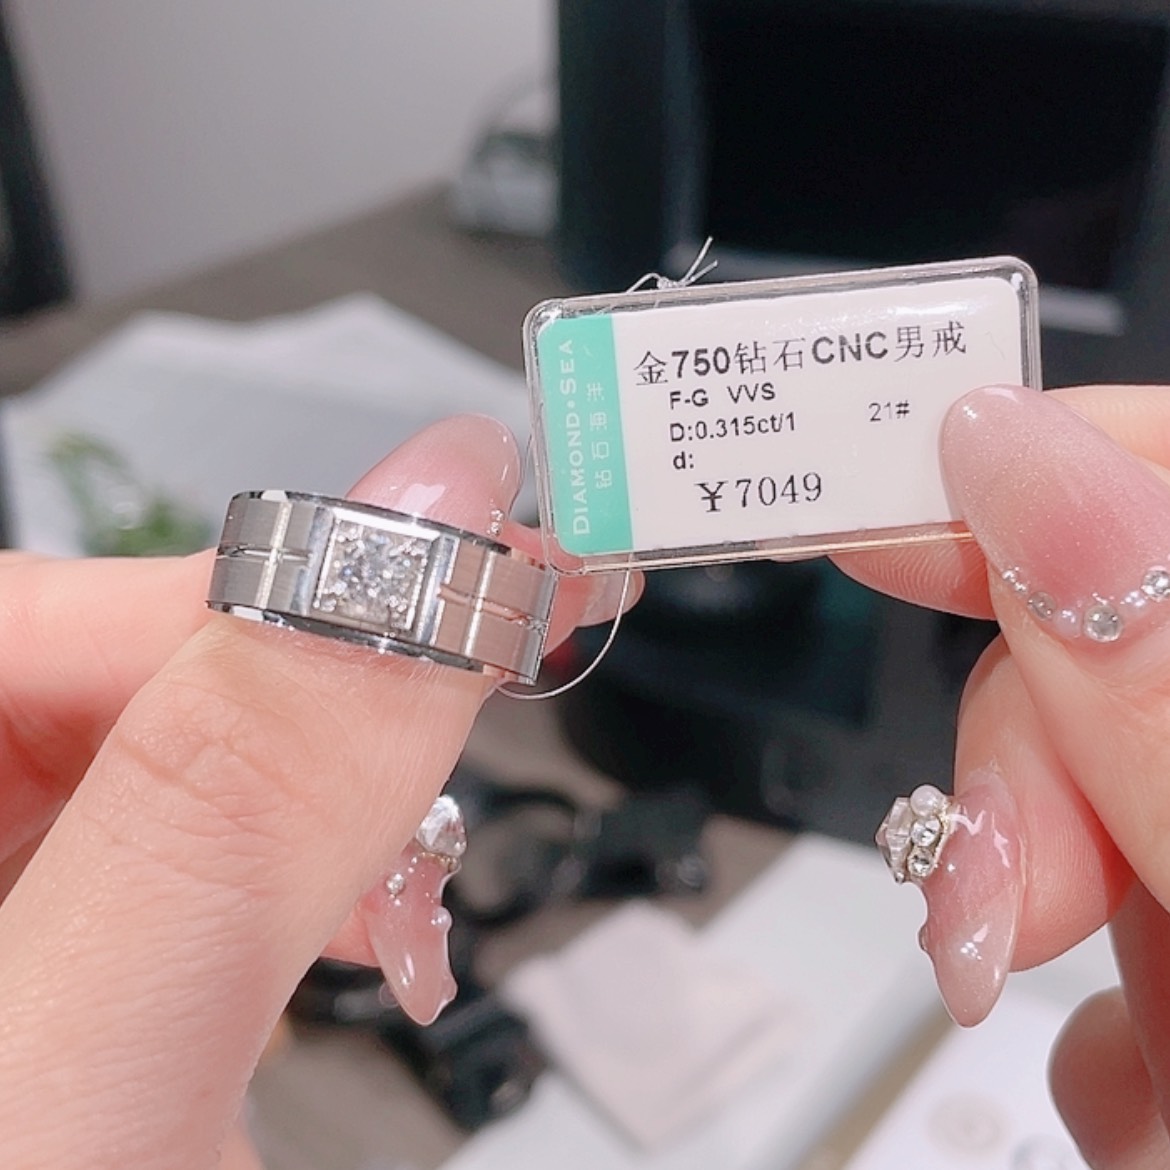 金750钻石CNC男戒
F-G VVS
D:0.315ct/1 21#
d:
￥7049
DIAMOND•SEA
钻石海洋